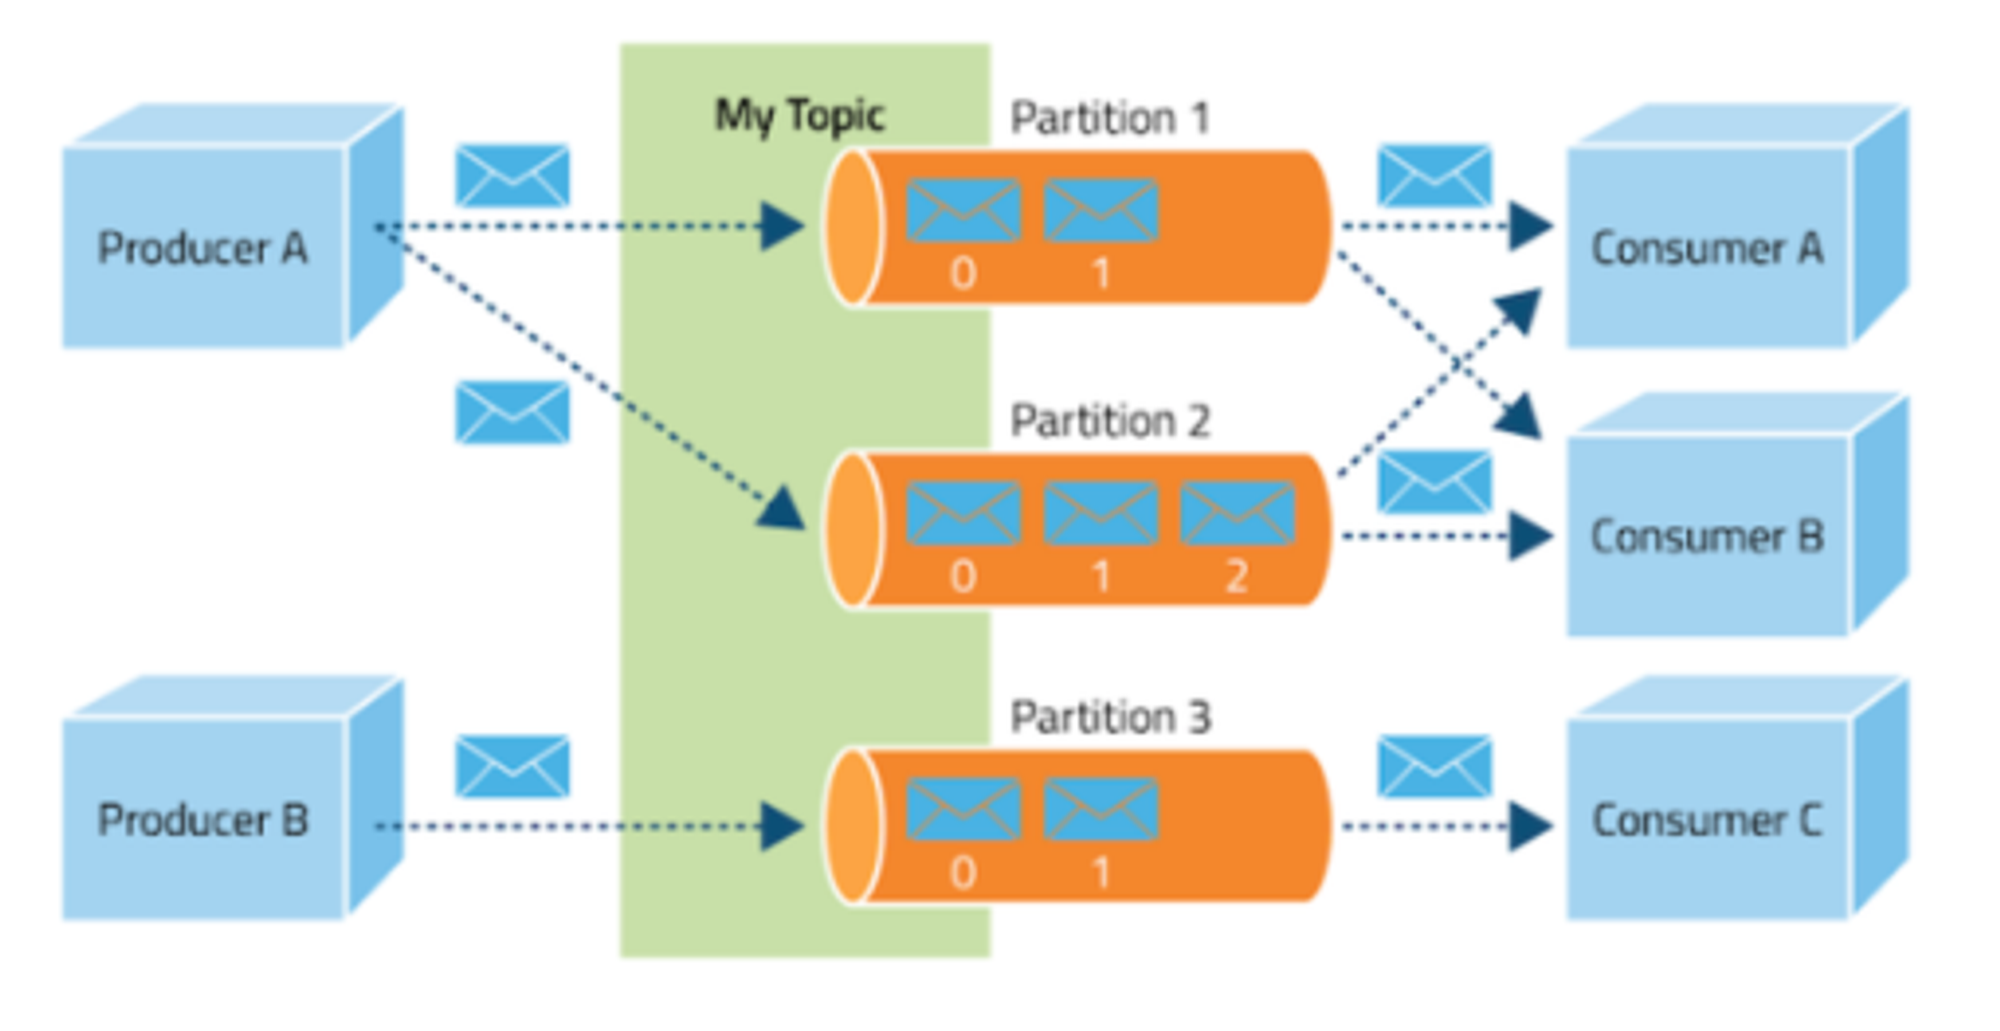 My Topic
Partition 1
Producer A
0 1
Consumer A
Partition 2
0 1 2
Consumer B
Partition 3
Producer B
0 1
Consumer C